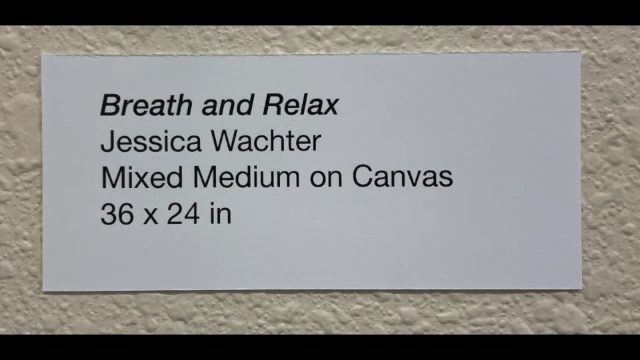 Breath and Relax
Jessica Wachter
Mixed Medium on Canvas
36 x 24 in